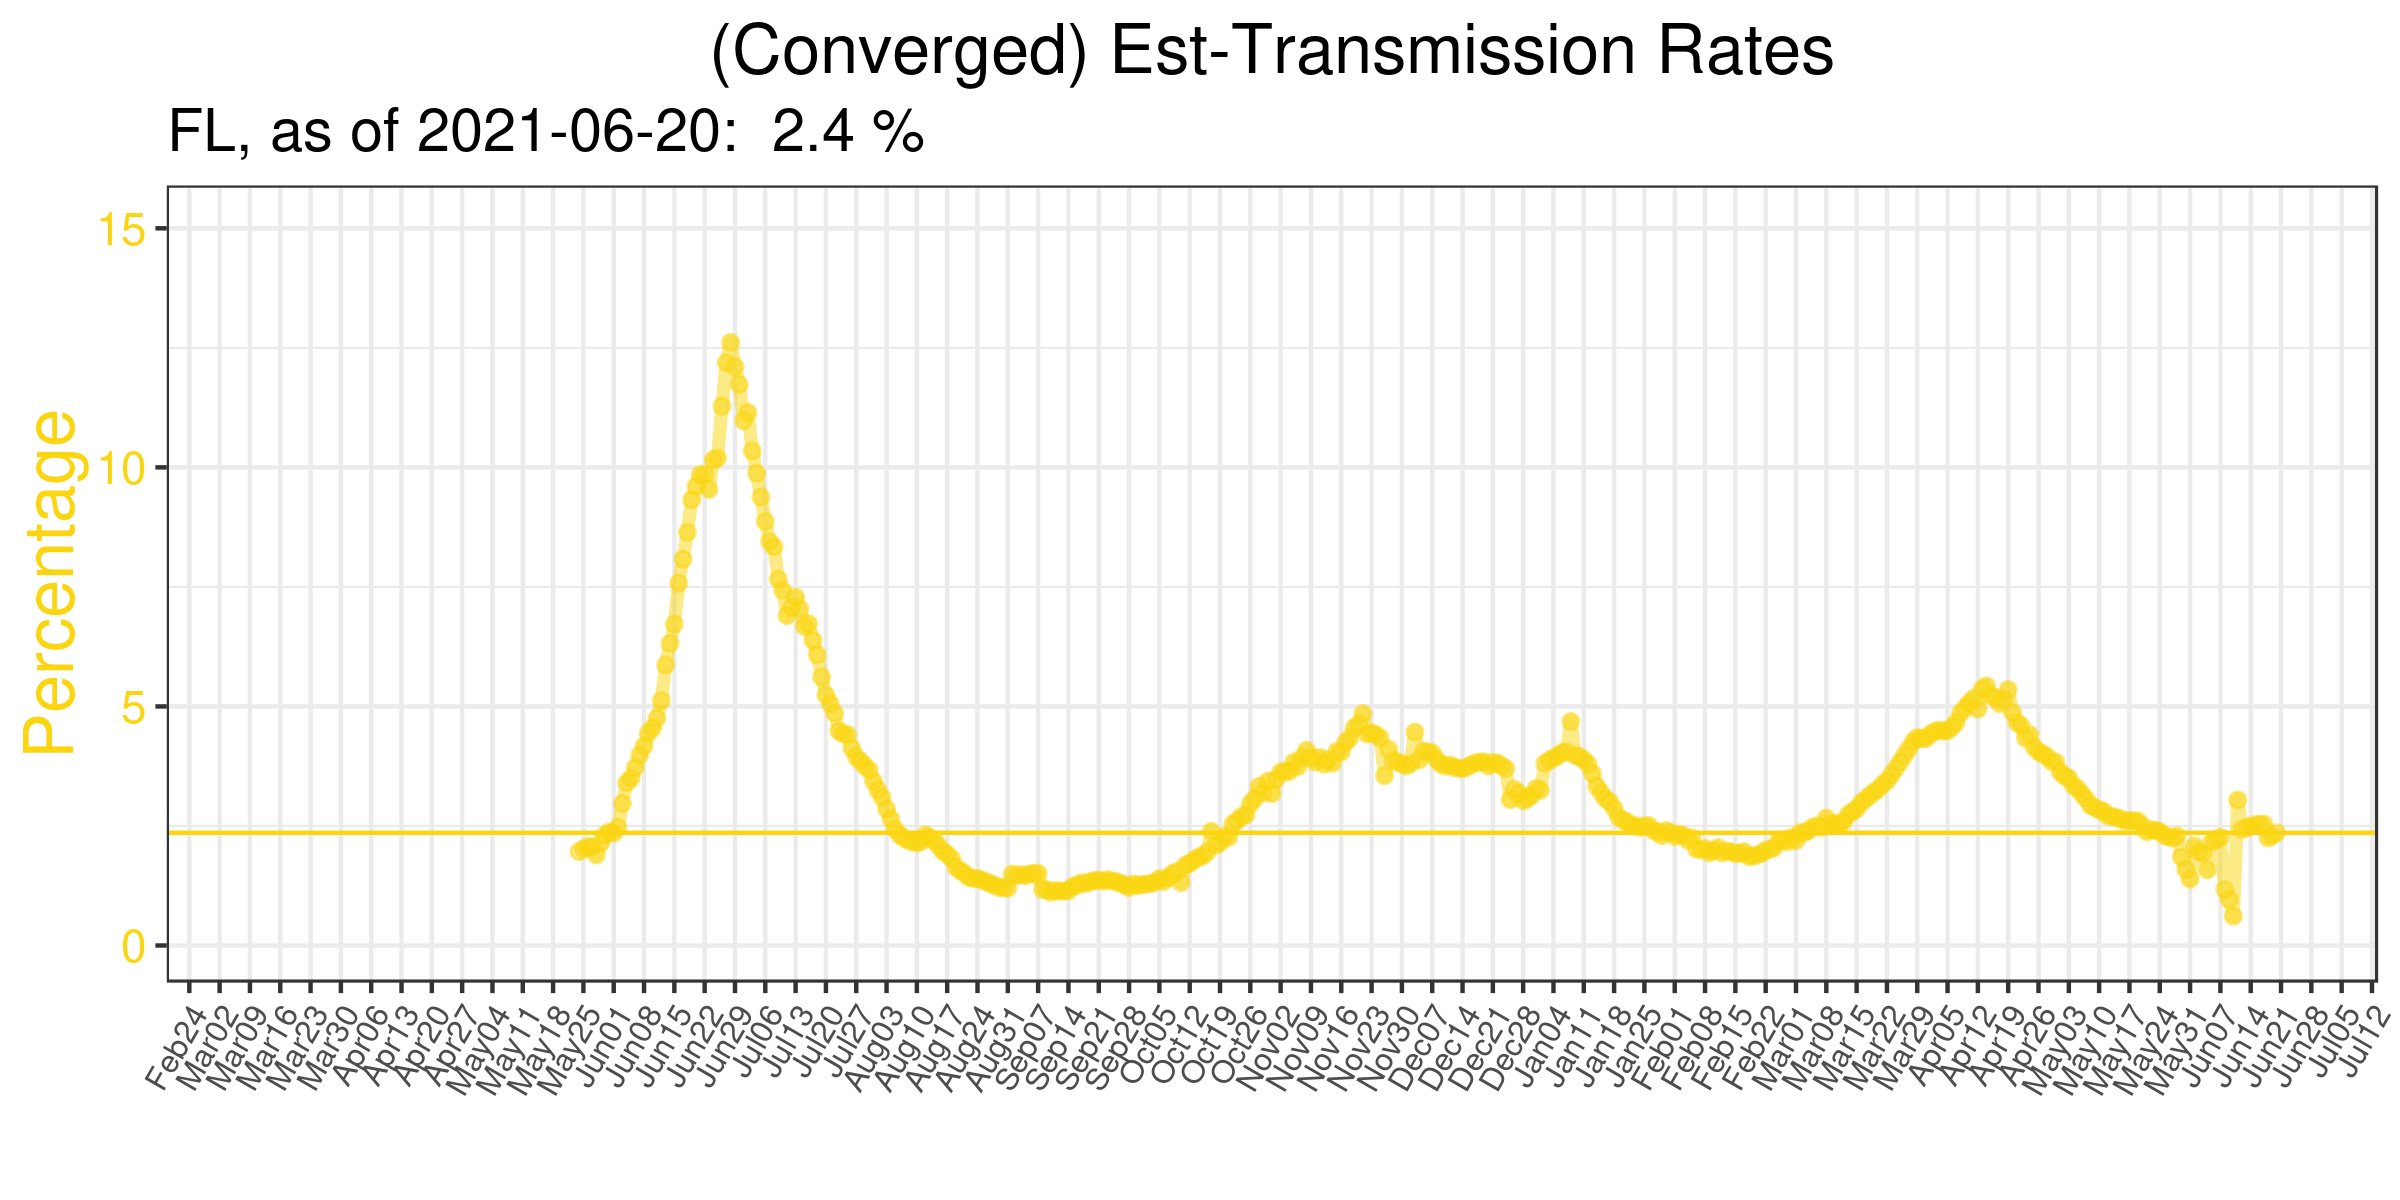 (Converged) Est-Transmission Rates
FL, as of 2021-06-20:  2.4 %
Percentage
15
10
5
0
Feb24
Mar02
Mar09
Mar16
Mar23
Mar30
Apr06
Apr13
Apr20
Apr27
May04
May11
May18
May25
Jun01
Jun08
Jun15
Jun22
Jun29
Jul06
Jul13
Jul20
Jul27
Aug03
Aug10
Aug17
Aug24
Aug31
Sep07
Sep14
Sep21
Sep28
Oct05
Oct12
Oct19
Oct26
Nov02
Nov09
Nov16
Nov23
Nov30
Dec07
Dec14
Dec21
Dec28
Jan04
Jan11
Jan18
Jan25
Feb01
Feb08
Feb15
Feb22
Mar01
Mar08
Mar15
Mar22
Mar29
Apr05
Apr12
Apr19
Apr26
May03
May10
May17
May24
May31
Jun07
Jun14
Jun21
Jun28
Jul05
Jul12